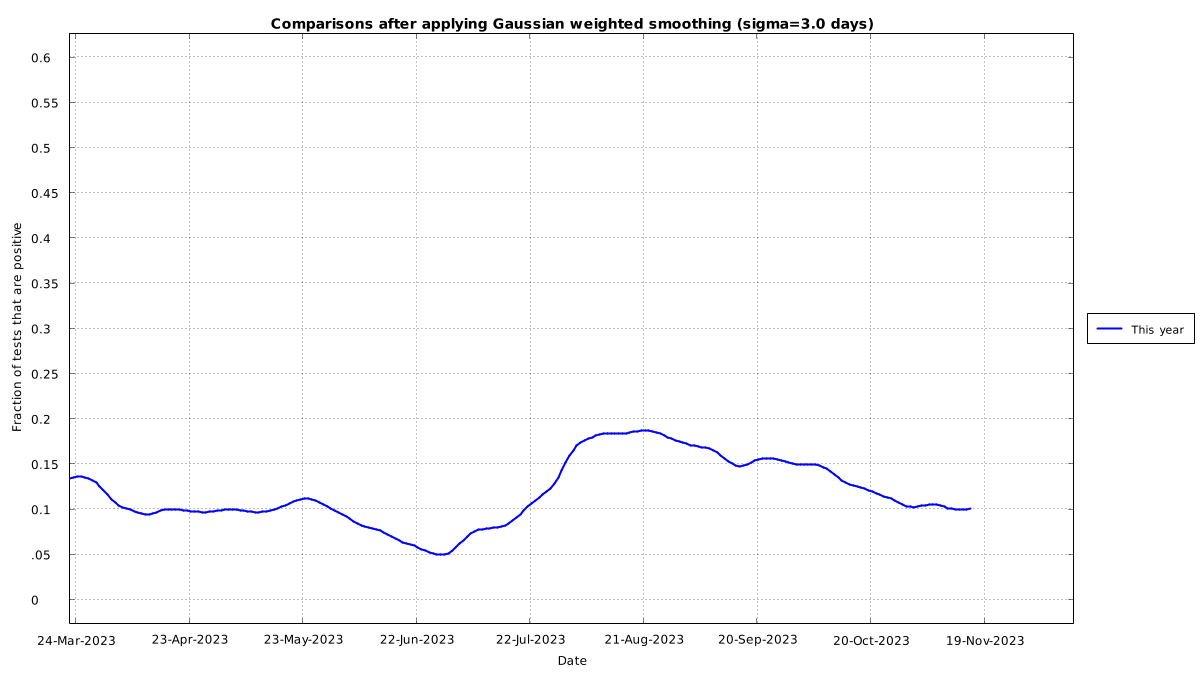 Comparisons after applying Gaussian weighted smoothing (sigma=3.0 days)
0.6
0.55
0.5
0.45
0.4
0.35
0.3
0.25
0.2
0.15
0.1
.05
0
Fraction of tests that are positive
This year
24-Mar-2023 23-Apr-2023 23-May-2023 22-Jun-2023 22-Jul-2023 21-Aug-2023 20-Sep-2023 20-Oct-2023 19-Nov-2023
Date